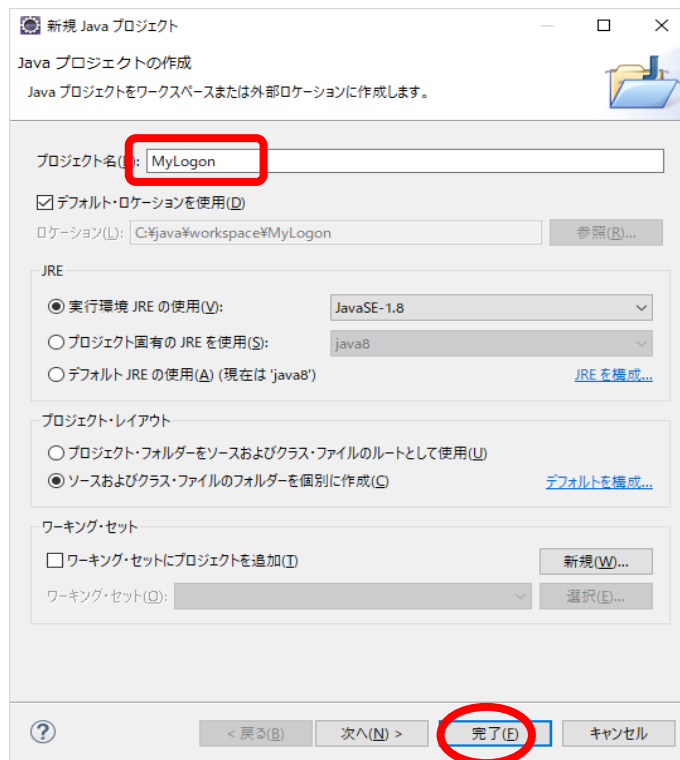 新規 Java プロジェクト
Java プロジェクトの作成
Java プロジェクトをワークスペースまたは外部ロケーションに作成します。
プロジェクト名( ): MyLogon
デフォルト・ロケーションを使用(D)
ロケーション(L): C:¥java¥workspace¥MyLogon 参照(R)...
JRE
実行環境 JRE の使用(V): JavaSE-1.8
プロジェクト固有の JRE を使用(S): java8
デフォルト JRE の使用(A) (現在は 'java8') JRE を構成...
プロジェクト・レイアウト
プロジェクト・フォルダーをソースおよびクラス・ファイルのルートとして使用(U)
ソースおよびクラス・ファイルのフォルダーを個別に作成(C) デフォルトを構成...
ワーキング・セット
ワーキング・セットにプロジェクトを追加(T) 新規(W)...
ワーキング・セット(O): 選択(E)...
? < 戻る(B) 次へ(N) > 完了(F) キャンセル